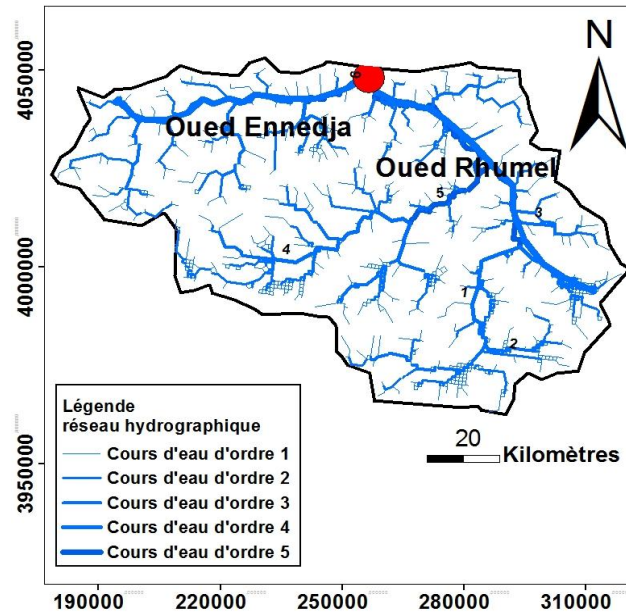 N
4050000
4000000
3950000
6
Oued Ennedja
Oued Rhumel
5
3
4
1
2
Légende
réseau hydrographique
Cours d'eau d'ordre 1
Cours d'eau d'ordre 2
Cours d'eau d'ordre 3
Cours d'eau d'ordre 4
Cours d'eau d'ordre 5
20
Kilomètres
190000 220000 250000 280000 310000